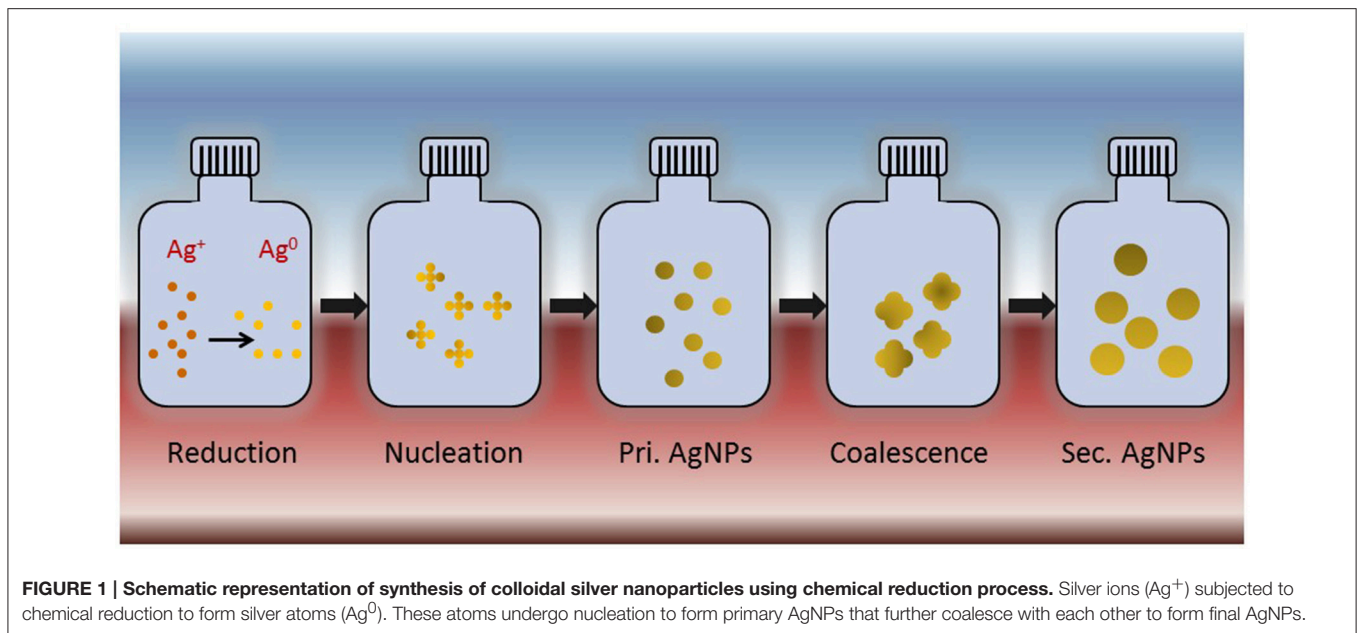 Ag⁺ Ag⁰
Reduction Nucleation Pri. AgNPs Coalescence Sec. AgNPs
FIGURE 1 | Schematic representation of synthesis of colloidal silver nanoparticles using chemical reduction process. Silver ions (Ag⁺) subjected to
chemical reduction to form silver atoms (Ag⁰). These atoms undergo nucleation to form primary AgNPs that further coalesce with each other to form final AgNPs.